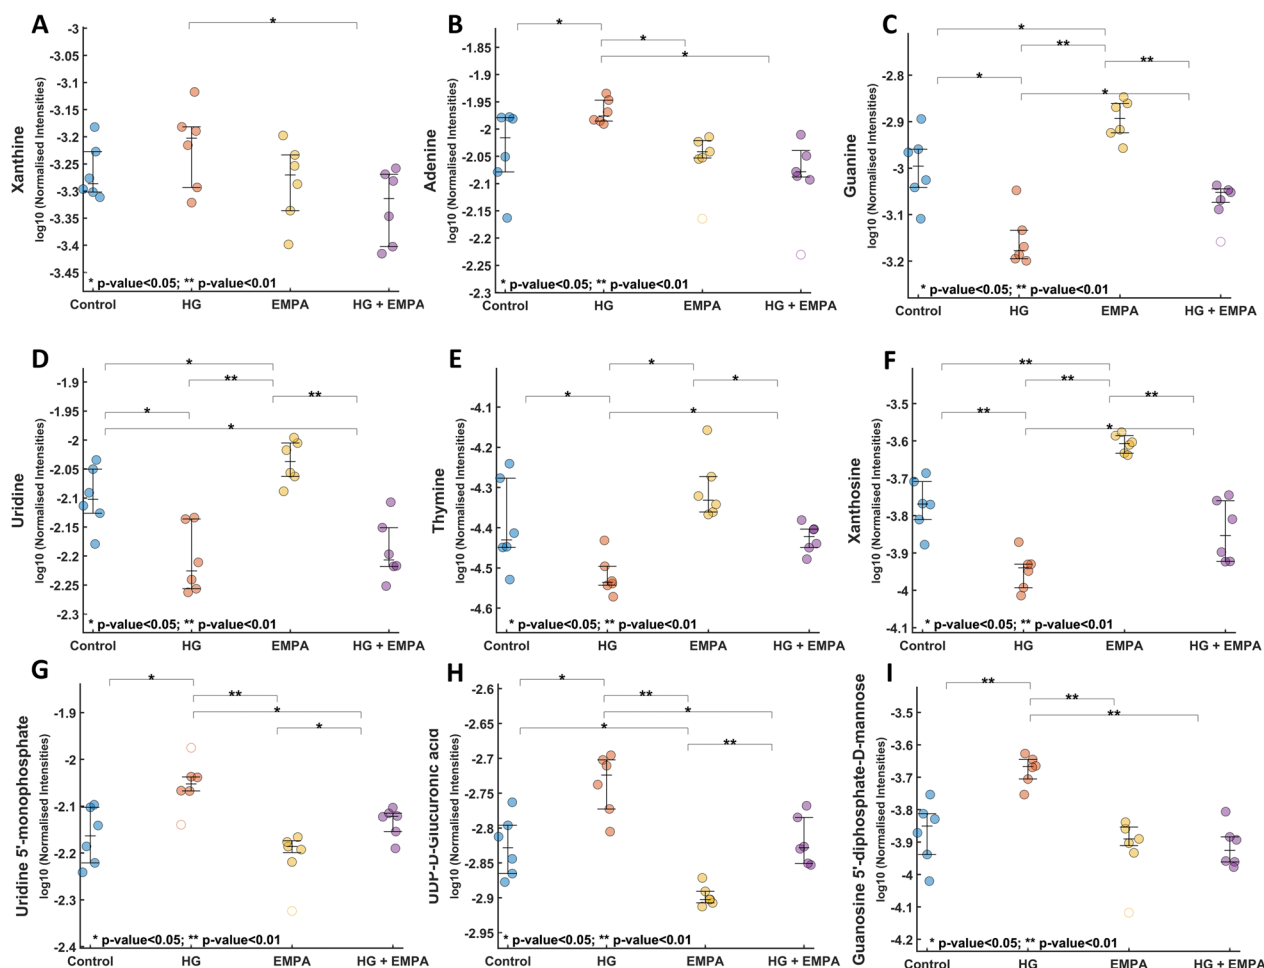 A
Xanthine
log10 (Normalised Intensities)
-3
-3.05
-3.1
-3.15
-3.2
-3.25
-3.3
-3.35
-3.4
-3.45
*
* p-value<0.05; ** p-value<0.01
Control HG EMPA HG + EMPA
B
Adenine
log10 (Normalised Intensities)
-1.85
-1.9
-1.95
-2
-2.05
-2.1
-2.15
-2.2
-2.25
-2.3
*
*
*
* p-value<0.05; ** p-value<0.01
Control HG EMPA HG + EMPA
C
Guanine
log10 (Normalised Intensities)
-2.8
-2.9
-3
-3.1
-3.2
*
**
**
*
*
* p-value<0.05; ** p-value<0.01
Control HG EMPA HG + EMPA
D
Uridine
log10 (Normalised Intensities)
-1.9
-1.95
-2
-2.05
-2.1
-2.15
-2.2
-2.25
-2.3
*
**
**
*
*
* p-value<0.05; ** p-value<0.01
Control HG EMPA HG + EMPA
E
Thymine
log10 (Normalised Intensities)
-4.1
-4.2
-4.3
-4.4
-4.5
-4.6
*
*
*
*
* p-value<0.05; ** p-value<0.01
Control HG EMPA HG + EMPA
F
Xanthosine
log10 (Normalised Intensities)
-3.5
-3.6
-3.7
-3.8
-3.9
-4
-4.1
**
**
**
**
*
* p-value<0.05; ** p-value<0.01
Control HG EMPA HG + EMPA
G
Uridine 5'-monophosphate
log10 (Normalised Intensities)
-1.9
-2
-2.1
-2.2
-2.3
-2.4
*
**
*
*
* p-value<0.05; ** p-value<0.01
Control HG EMPA HG + EMPA
H
UDP-D-Glucuronic acid
log10 (Normalised Intensities)
-2.6
-2.65
-2.7
-2.75
-2.8
-2.85
-2.9
-2.95
*
**
*
*
**
* p-value<0.05; ** p-value<0.01
Control HG EMPA HG + EMPA
I
Guanosine 5'-diphosphate-D-mannose
log10 (Normalised Intensities)
-3.5
-3.6
-3.7
-3.8
-3.9
-4
-4.1
-4.2
**
**
**
* p-value<0.05; ** p-value<0.01
Control HG EMPA HG + EMPA